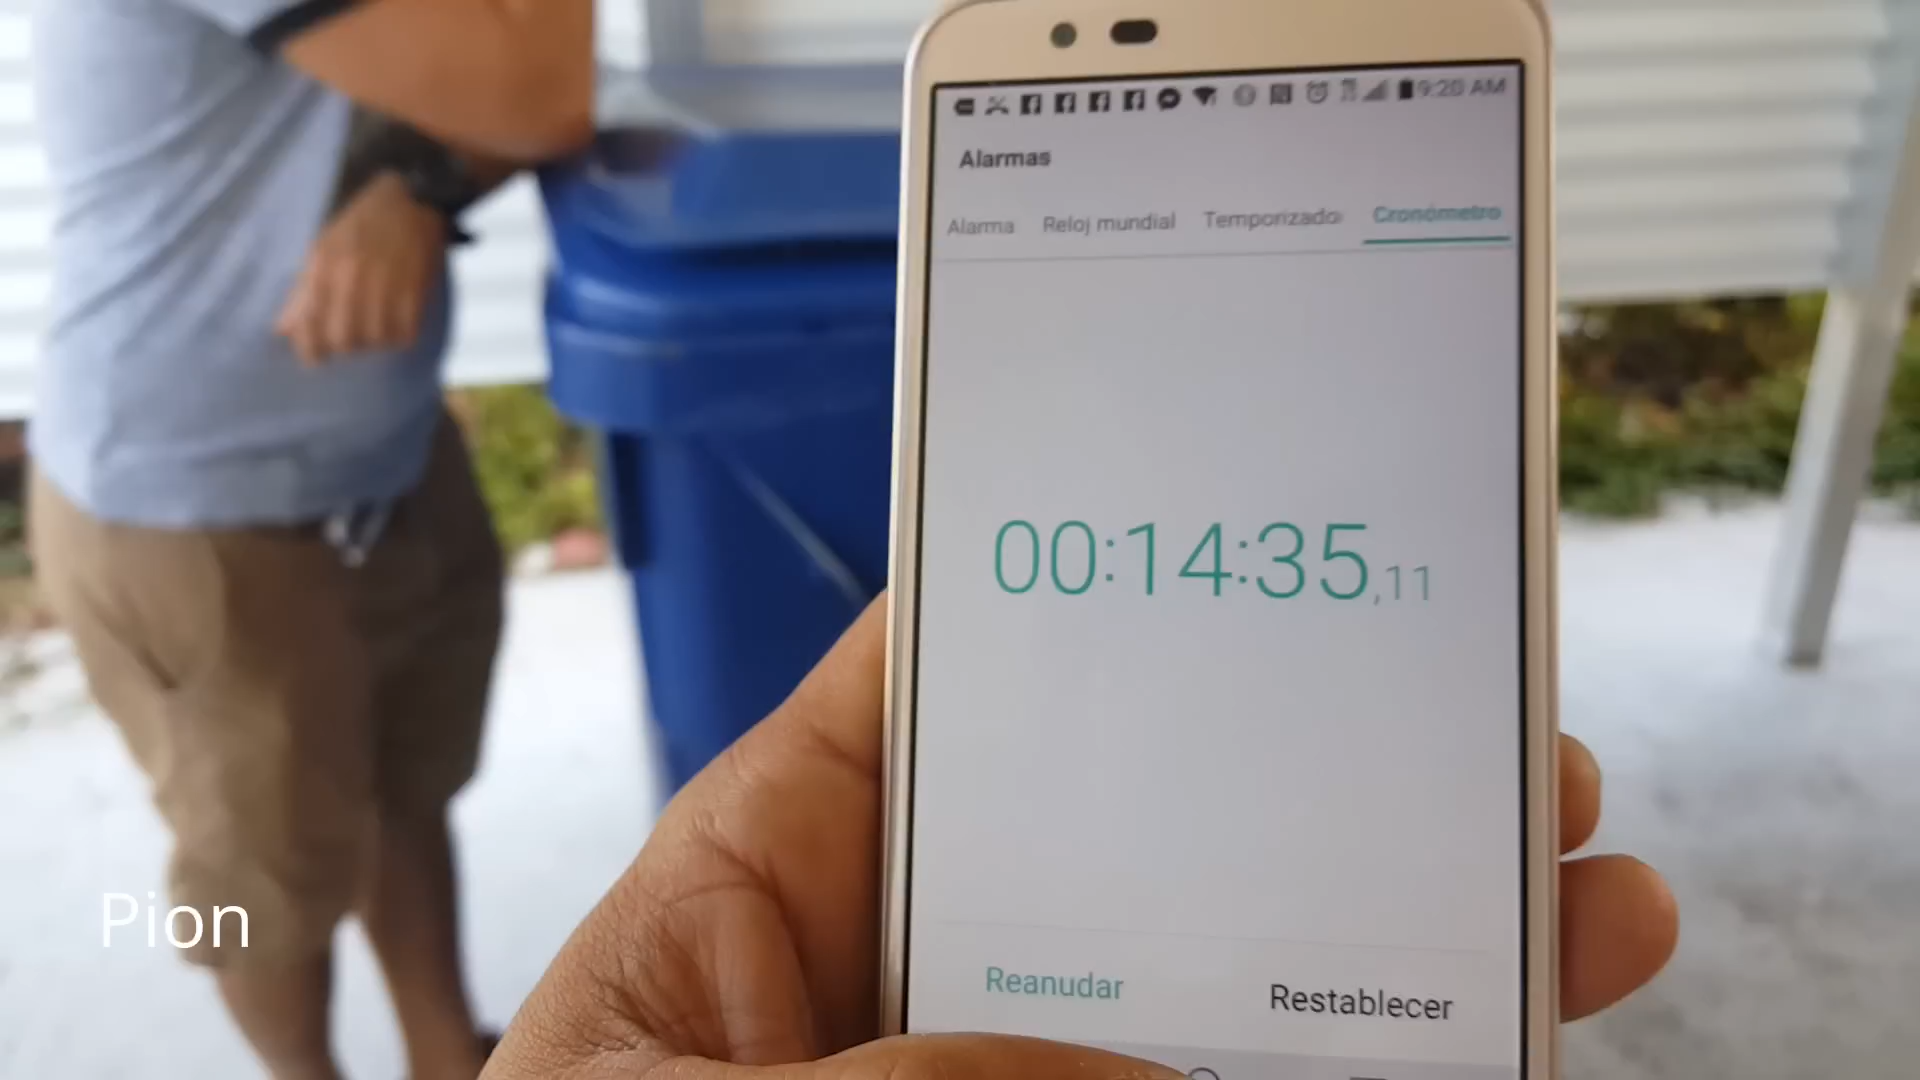 9:20 AM
Alarmas
Alarma Reloj mundial Temporizado Cronómetro
00:14:35,11
Reanudar Restablecer
Pion